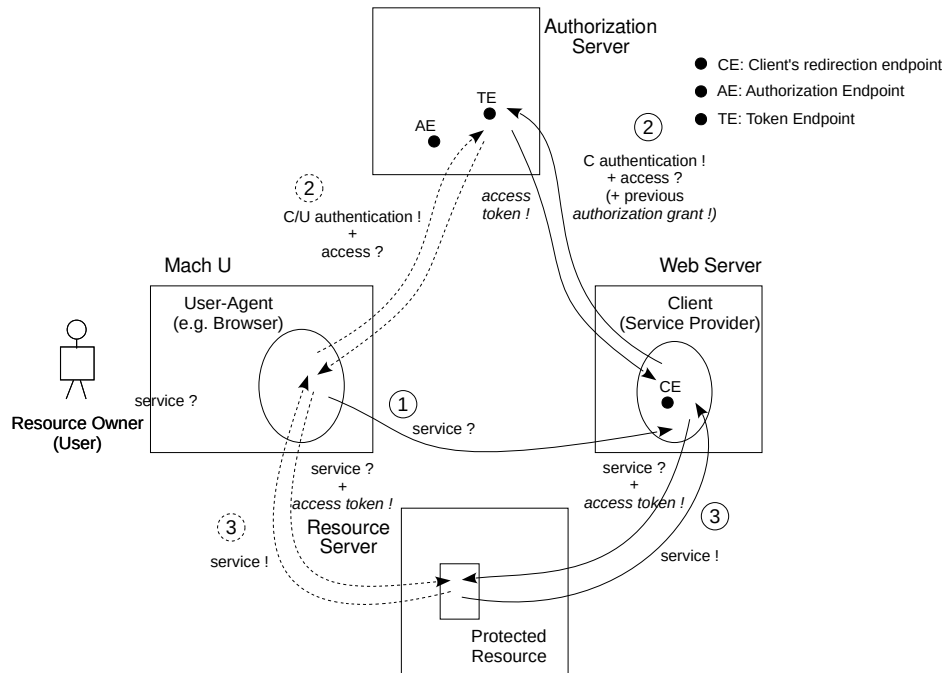 Authorization
Server
CE: Client's redirection endpoint
AE: Authorization Endpoint
TE: Token Endpoint
TE
AE
2
C authentication !
+ access ?
(+ previous
authorization grant !)
2
C/U authentication !
+
access ?
access
token !
Mach U
Web Server
User-Agent
(e.g. Browser)
Client
(Service Provider)
CE
service ?
Resource Owner
(User)
1
service ?
service ?
+
access token !
service ?
+
access token !
3
service !
Resource
Server
3
service !
Protected
Resource